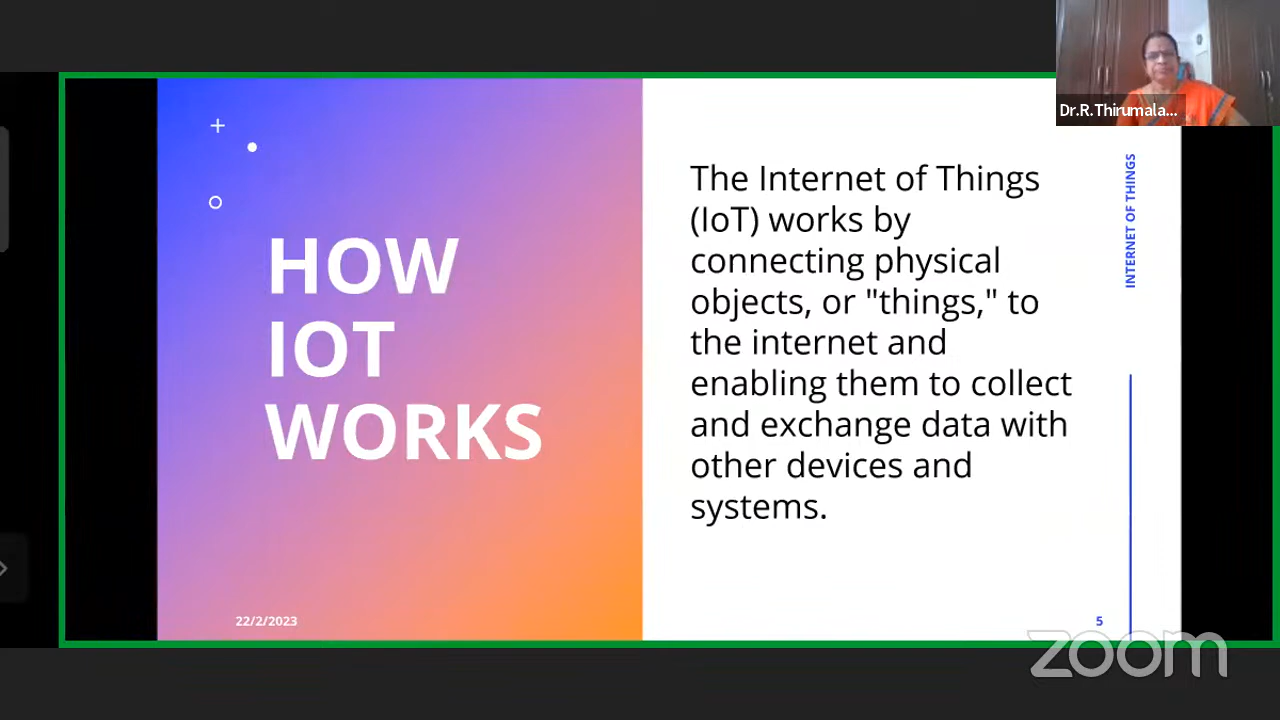 Dr.R.Thirumala...
HOW
IOT
WORKS
22/2/2023
The Internet of Things
(IoT) works by
connecting physical
objects, or "things," to
the internet and
enabling them to collect
and exchange data with
other devices and
systems.
INTERNET OF THINGS
5
zoom